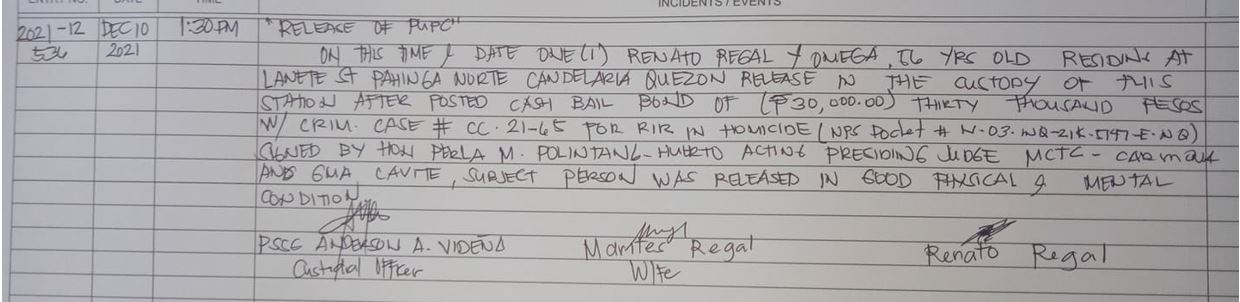 ENTRY NO. DATE TIME INCIDENTS / EVENTS
2021-12 DEC 10 1:30 PM "RELEASE OF PUPC"
536 2021 ON THIS TIME & DATE ONE (1) RENATO REGAL Y OMEGA, 56 YRS OLD RESIDING AT
LANETE ST PAHINGA NORTE CANDELARIA QUEZON RELEASE IN THE CUSTODY OF THIS
STATION AFTER POSTED CASH BAIL BOND OF (₱30,000.00) THIRTY THOUSAND PESOS
W/ CRIM. CASE # CC. 21-65 FOR RIR IN HOMICIDE (NPS Docket # IV-03-INQ-21K-5147-E-NQ)
SIGNED BY HON PERLA M. POLINTANG-HUERTO ACTING PRESIDING JUDGE MCTC - CARMONA
AND GMA CAVITE, SUBJECT PERSON WAS RELEASED IN GOOD PHYSICAL & MENTAL
CONDITION
PSSG ANDERSON A. VIDEÑA Marites Regal Renato Regal
Custodial Officer Wife